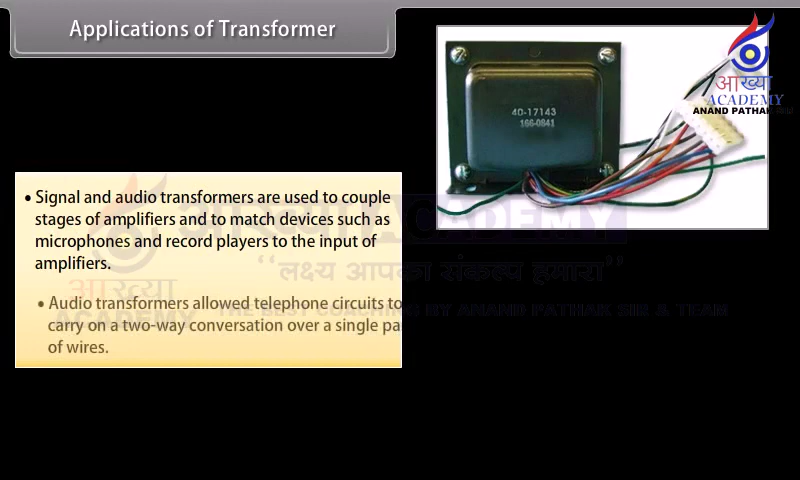 Applications of Transformer
आख्या
ACADEMY
ANAND PATHAK SIR
40-17143
166-0841
• Signal and audio transformers are used to couple
stages of amplifiers and to match devices such as
microphones and record players to the input of
amplifiers.
• Audio transformers allowed telephone circuits to
carry on a two-way conversation over a single pa
of wires.
आख्या ACADEMY
"लक्ष्य आपका संकल्प हमारा"
आख्या
ACADEMY
THE BEST COACHING BY ANAND PATHAK SIR & TEAM